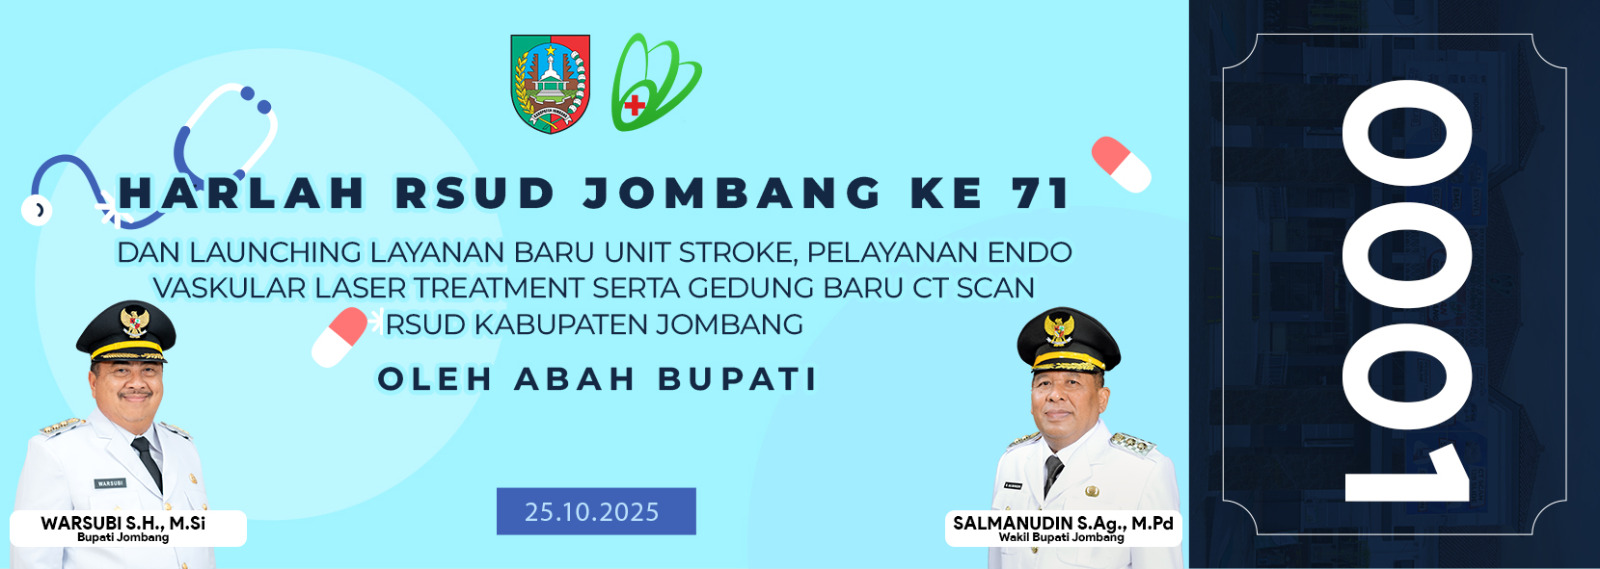 HARLAH RSUD JOMBANG KE 71
DAN LAUNCHING LAYANAN BARU UNIT STROKE, PELAYANAN ENDO
VASKULAR LASER TREATMENT SERTA GEDUNG BARU CT SCAN
RSUD KABUPATEN JOMBANG
OLEH ABAH BUPATI
WARSUBI
WARSUBI S.H., M.Si
Bupati Jombang
25.10.2025
SALMANUDIN S.Ag., M.Pd
Wakil Bupati Jombang
0001